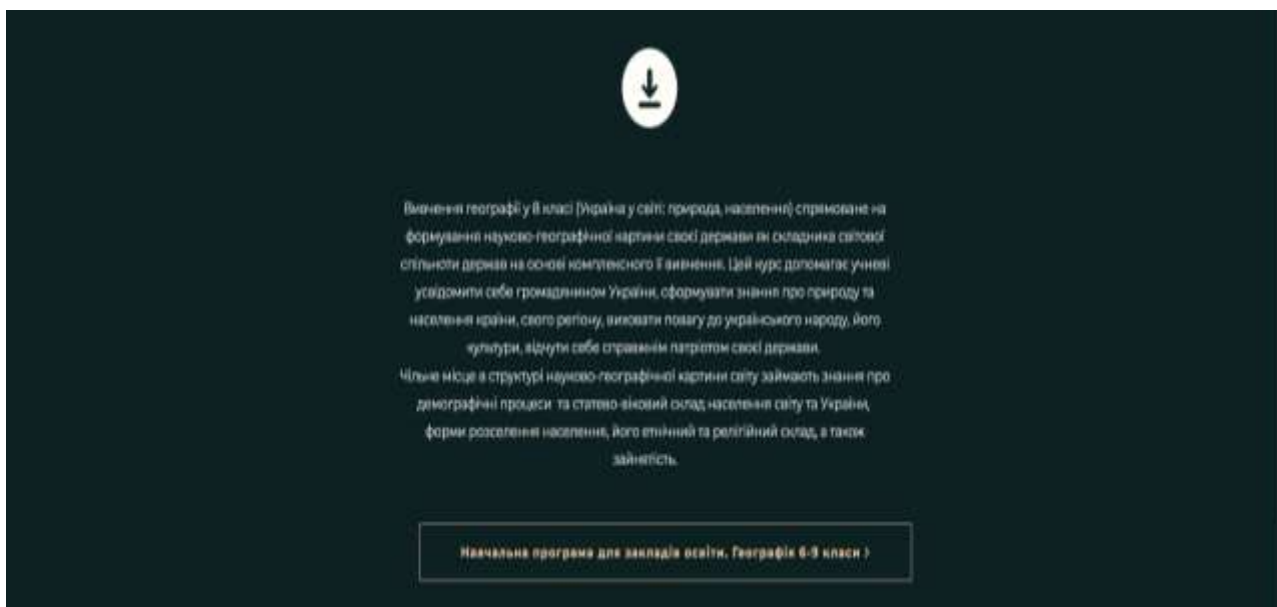 Вивчення географії у 8 класі (Україна у світі: природа, населення) спрямоване на
формування науково-географічної картини своєї держави як складника світової
спільноти держав на основі комплексного її вивчення. Цей курс допомагає учневі
усвідомити себе громадянином України, сформувати знання про природу та
населення країни, свого регіону, виховати повагу до українського народу, його
культури, відчути себе справжнім патріотом своєї держави.
Чільне місце в структурі науково-географічної картини світу займають знання про
демографічні процеси та статево-віковий склад населення світу та України,
форми розселення населення, його етнічний та релігійний склад, а також
зайнятість.
Навчальна програма для закладів освіти. Географія 6-9 класи >